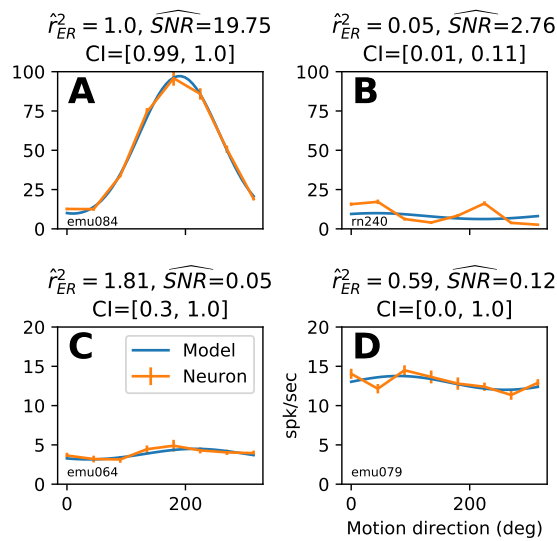 r̂²_ER = 1.0, SNR̂=19.75
CI=[0.99, 1.0]
r̂²_ER = 0.05, SNR̂=2.76
CI=[0.01, 0.11]
100
75
50
25
0
A
emu084
100
75
50
25
0
B
rn240
r̂²_ER = 1.81, SNR̂=0.05
CI=[0.3, 1.0]
r̂²_ER = 0.59, SNR̂=0.12
CI=[0.0, 1.0]
20
15
10
5
0
C
Model
Neuron
emu064
0
200
spk/sec
20
15
10
5
0
D
emu079
0
200
Motion direction (deg)